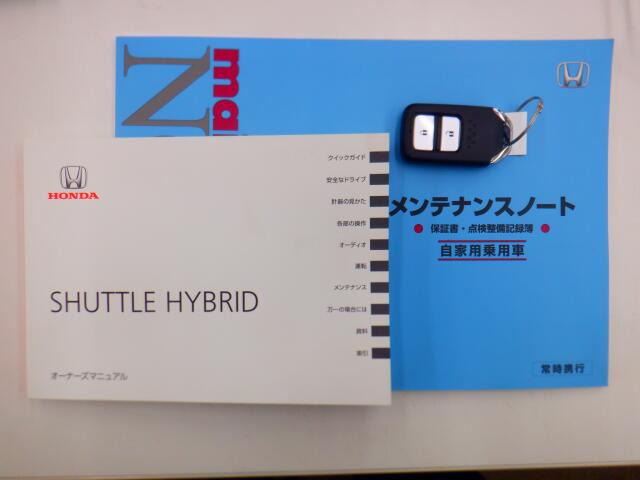 HONDA
SHUTTLE HYBRID
オーナーズマニュアル
クイックガイド
安全なドライブ
計器の見かた
各部の操作
オーディオ
運転
メンテナンス
万一の場合には
資料
索引
メンテナンスノート
● 保証書・点検整備記録簿 ●
自家用乗用車
常時携行